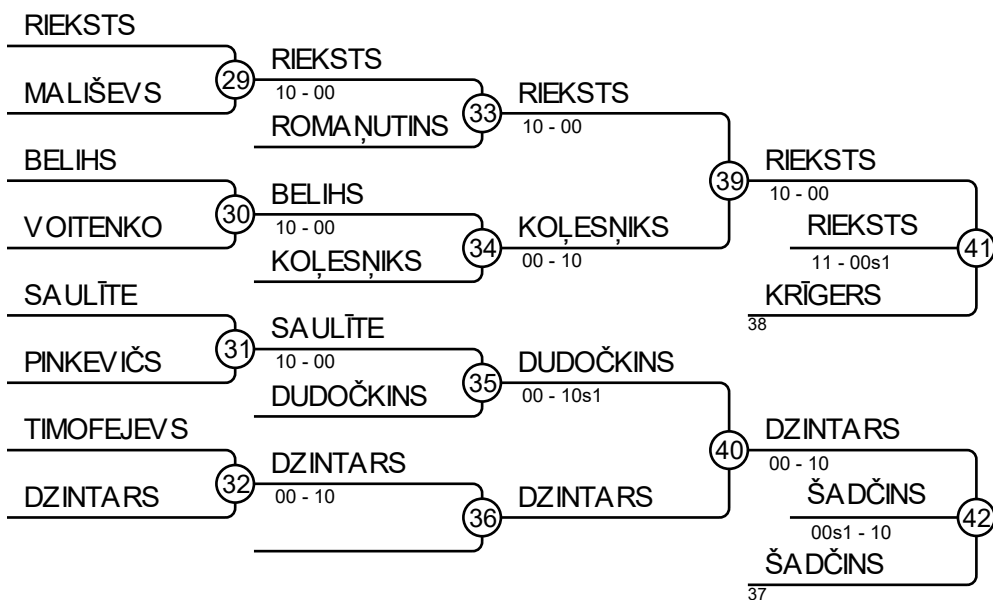 RIEKSTS
MALIŠEVS
29
BELIHS
VOITENKO
30
SAULĪTE
PINKEVIČS
31
TIMOFEJEVS
DZINTARS
32
RIEKSTS
10 - 00
ROMAŅUTINS
33
BELIHS
10 - 00
KOĻESŅIKS
34
SAULĪTE
10 - 00
DUDOČKINS
35
DZINTARS
00 - 10
36
RIEKSTS
10 - 00
KOĻESŅIKS
00 - 10
39
DUDOČKINS
00 - 10s1
DZINTARS
40
RIEKSTS
10 - 00
RIEKSTS
11 - 00s1
KRĪGERS
38
41
DZINTARS
00 - 10
ŠADČINS
00s1 - 10
ŠADČINS
37
42